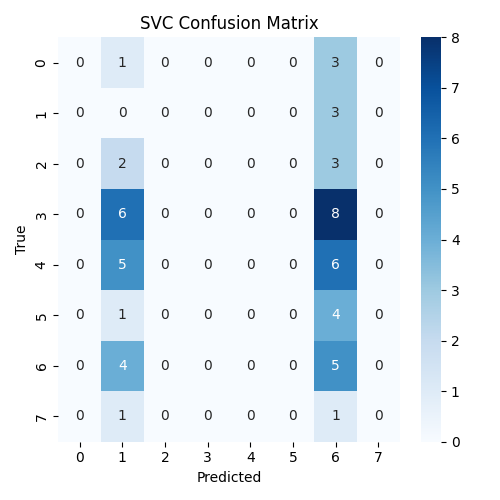 SVC Confusion Matrix
0 0 1 0 0 0 0 3 0
1 0 0 0 0 0 0 3 0
2 0 2 0 0 0 0 3 0
3 0 6 0 0 0 0 8 0
4 0 5 0 0 0 0 6 0
5 0 1 0 0 0 0 4 0
6 0 4 0 0 0 0 5 0
7 0 1 0 0 0 0 1 0
0 1 2 3 4 5 6 7
True
Predicted
8
7
6
5
4
3
2
1
0